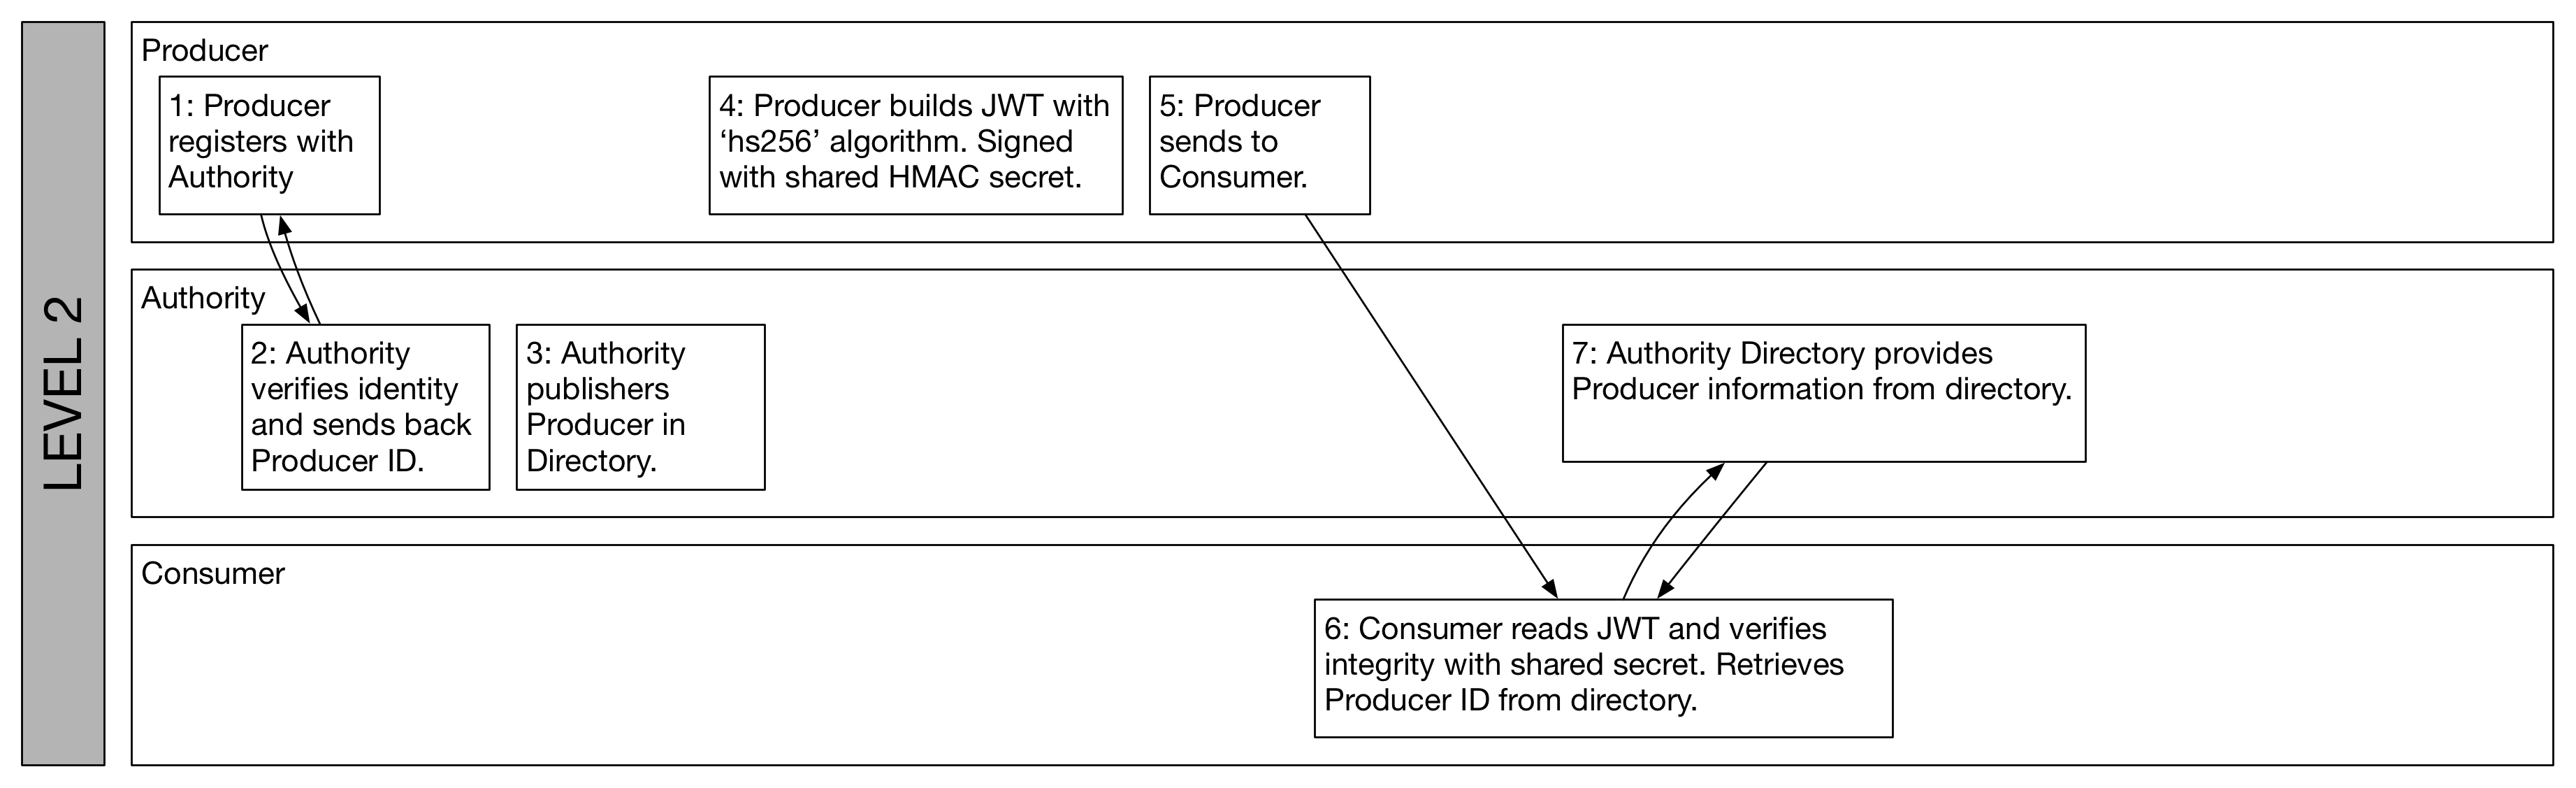 LEVEL 2
Producer
1: Producer
registers with
Authority
4: Producer builds JWT with
‘hs256’ algorithm. Signed
with shared HMAC secret.
5: Producer
sends to
Consumer.
Authority
2: Authority
verifies identity
and sends back
Producer ID.
3: Authority
publishers
Producer in
Directory.
7: Authority Directory provides
Producer information from directory.
Consumer
6: Consumer reads JWT and verifies
integrity with shared secret. Retrieves
Producer ID from directory.